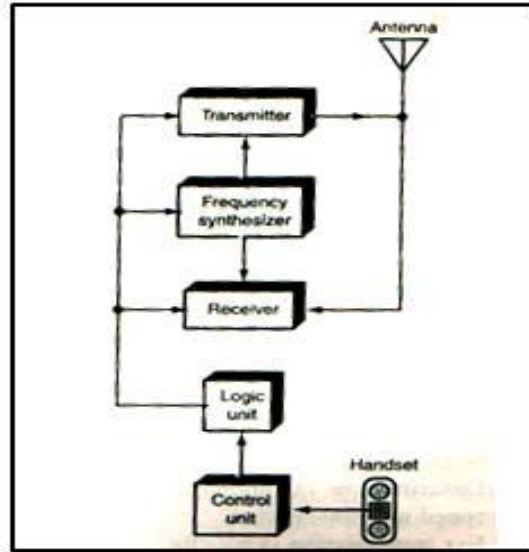 Antenna
Transmitter
Frequency
synthesizer
Receiver
Logic
unit
Handset
Control
unit